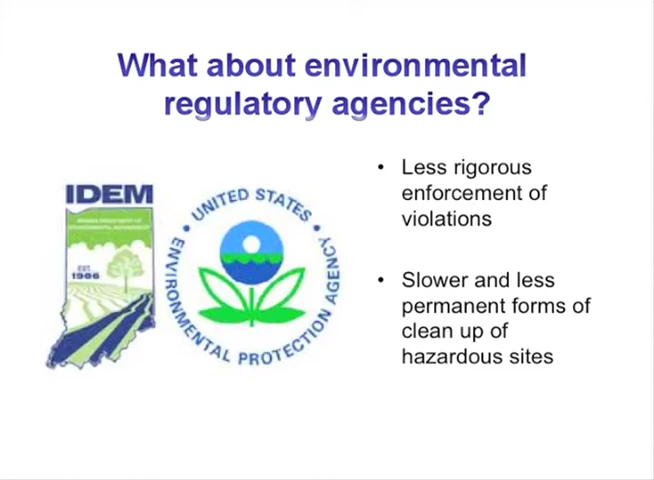 What about environmental
regulatory agencies?
• Less rigorous
enforcement of
violations
• Slower and less
permanent forms of
clean up of
hazardous sites
IDEM
EST.
1986
UNITED STATES
ENVIRONMENTAL PROTECTION AGENCY